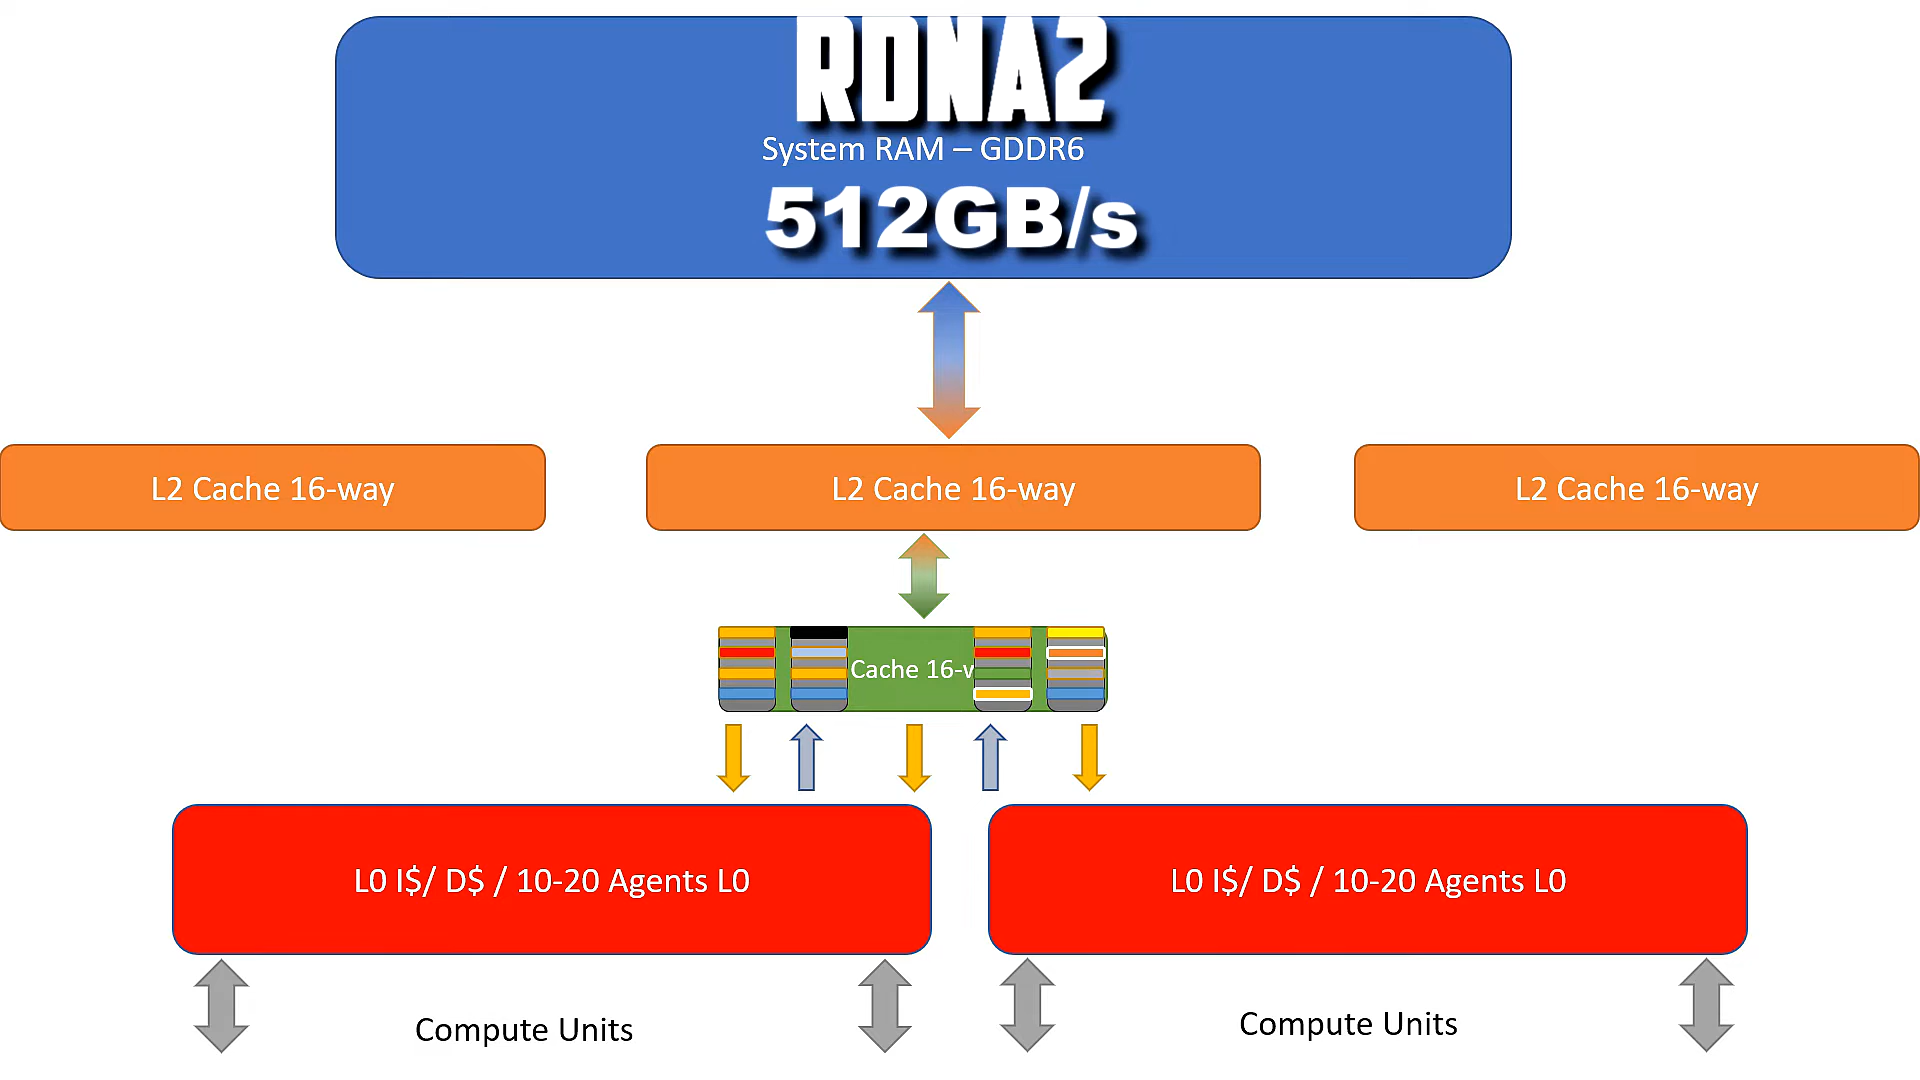 RDNA2
System RAM – GDDR6
512GB/s
L2 Cache 16-way
L2 Cache 16-way
L2 Cache 16-way
Cache 16-
L0 I$/ D$ / 10-20 Agents L0
L0 I$/ D$ / 10-20 Agents L0
Compute Units
Compute Units